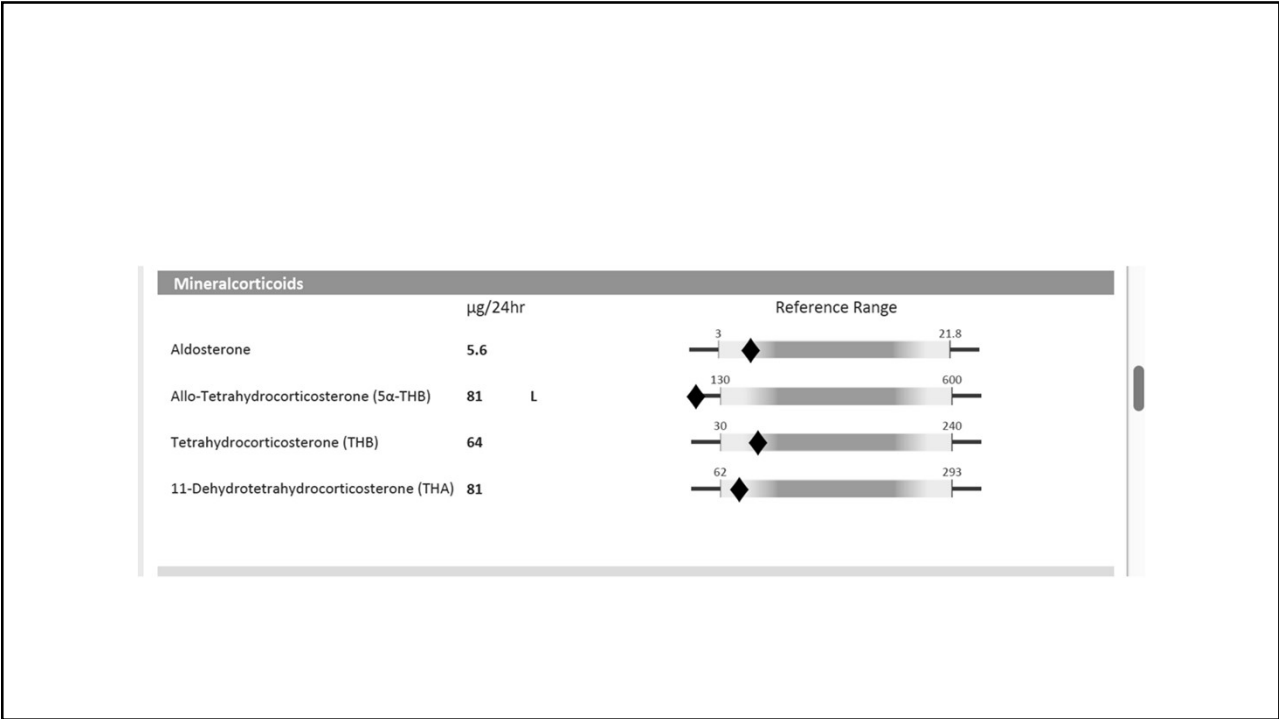 Mineralcorticoids
µg/24hr Reference Range
3 21.8
Aldosterone 5.6
130 600
Allo-Tetrahydrocorticosterone (5α-THB) 81 L
30 240
Tetrahydrocorticosterone (THB) 64
62 293
11-Dehydrotetrahydrocorticosterone (THA) 81